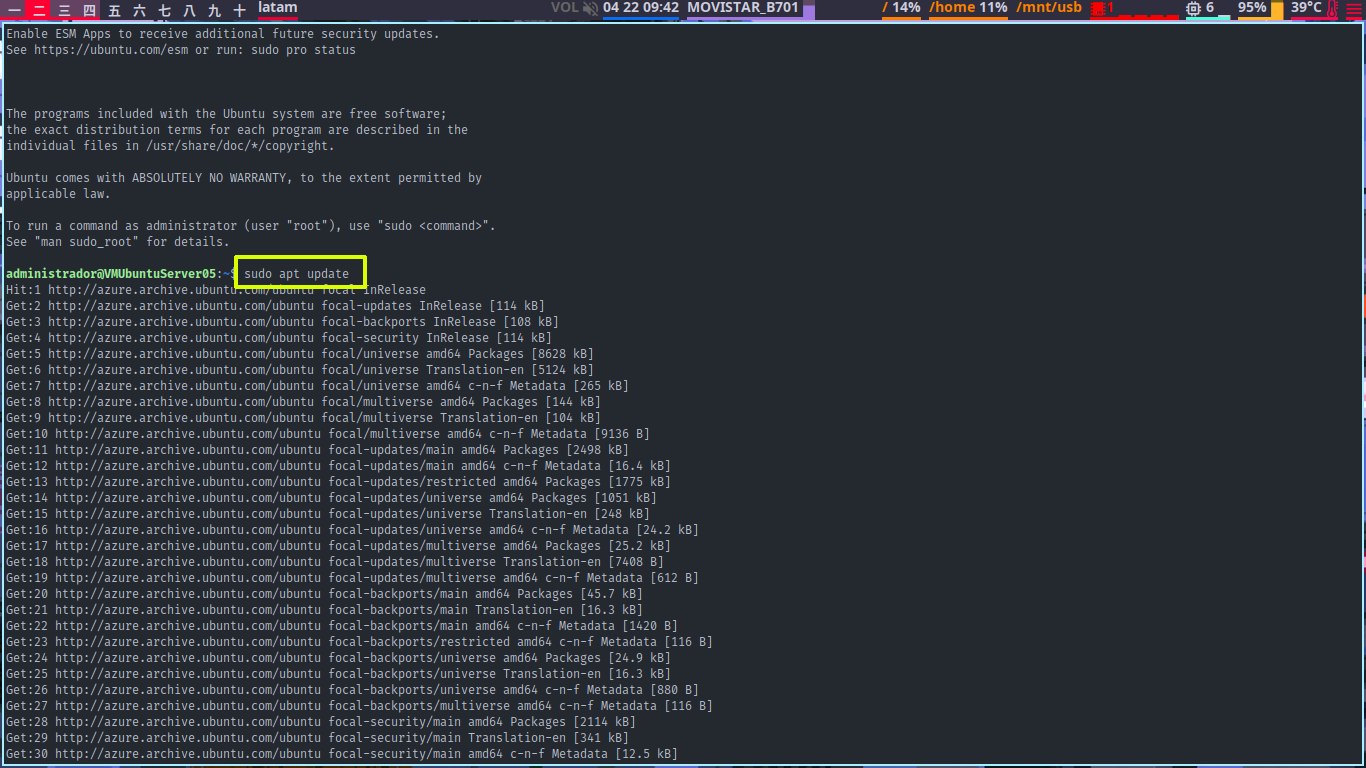 一 二 三 四 五 六 七 八 九 十 latam VOL 04 22 09:42 MOVISTAR_B701 / 14% /home 11% /mnt/usb 1 6 95% 39°C
Enable ESM Apps to receive additional future security updates.
See https://ubuntu.com/esm or run: sudo pro status
The programs included with the Ubuntu system are free software;
the exact distribution terms for each program are described in the
individual files in /usr/share/doc/*/copyright.
Ubuntu comes with ABSOLUTELY NO WARRANTY, to the extent permitted by
applicable law.
To run a command as administrator (user "root"), use "sudo <command>".
See "man sudo_root" for details.
administrador@VMUbuntuServer05:~$ sudo apt update
Hit:1 http://azure.archive.ubuntu.com/ubuntu focal InRelease
Get:2 http://azure.archive.ubuntu.com/ubuntu focal-updates InRelease [114 kB]
Get:3 http://azure.archive.ubuntu.com/ubuntu focal-backports InRelease [108 kB]
Get:4 http://azure.archive.ubuntu.com/ubuntu focal-security InRelease [114 kB]
Get:5 http://azure.archive.ubuntu.com/ubuntu focal/universe amd64 Packages [8628 kB]
Get:6 http://azure.archive.ubuntu.com/ubuntu focal/universe Translation-en [5124 kB]
Get:7 http://azure.archive.ubuntu.com/ubuntu focal/universe amd64 c-n-f Metadata [265 kB]
Get:8 http://azure.archive.ubuntu.com/ubuntu focal/multiverse amd64 Packages [144 kB]
Get:9 http://azure.archive.ubuntu.com/ubuntu focal/multiverse Translation-en [104 kB]
Get:10 http://azure.archive.ubuntu.com/ubuntu focal/multiverse amd64 c-n-f Metadata [9136 B]
Get:11 http://azure.archive.ubuntu.com/ubuntu focal-updates/main amd64 Packages [2498 kB]
Get:12 http://azure.archive.ubuntu.com/ubuntu focal-updates/main amd64 c-n-f Metadata [16.4 kB]
Get:13 http://azure.archive.ubuntu.com/ubuntu focal-updates/restricted amd64 Packages [1775 kB]
Get:14 http://azure.archive.ubuntu.com/ubuntu focal-updates/universe amd64 Packages [1051 kB]
Get:15 http://azure.archive.ubuntu.com/ubuntu focal-updates/universe Translation-en [248 kB]
Get:16 http://azure.archive.ubuntu.com/ubuntu focal-updates/universe amd64 c-n-f Metadata [24.2 kB]
Get:17 http://azure.archive.ubuntu.com/ubuntu focal-updates/multiverse amd64 Packages [25.2 kB]
Get:18 http://azure.archive.ubuntu.com/ubuntu focal-updates/multiverse Translation-en [7408 B]
Get:19 http://azure.archive.ubuntu.com/ubuntu focal-updates/multiverse amd64 c-n-f Metadata [612 B]
Get:20 http://azure.archive.ubuntu.com/ubuntu focal-backports/main amd64 Packages [45.7 kB]
Get:21 http://azure.archive.ubuntu.com/ubuntu focal-backports/main Translation-en [16.3 kB]
Get:22 http://azure.archive.ubuntu.com/ubuntu focal-backports/main amd64 c-n-f Metadata [1420 B]
Get:23 http://azure.archive.ubuntu.com/ubuntu focal-backports/restricted amd64 c-n-f Metadata [116 B]
Get:24 http://azure.archive.ubuntu.com/ubuntu focal-backports/universe amd64 Packages [24.9 kB]
Get:25 http://azure.archive.ubuntu.com/ubuntu focal-backports/universe Translation-en [16.3 kB]
Get:26 http://azure.archive.ubuntu.com/ubuntu focal-backports/universe amd64 c-n-f Metadata [880 B]
Get:27 http://azure.archive.ubuntu.com/ubuntu focal-backports/multiverse amd64 c-n-f Metadata [116 B]
Get:28 http://azure.archive.ubuntu.com/ubuntu focal-security/main amd64 Packages [2114 kB]
Get:29 http://azure.archive.ubuntu.com/ubuntu focal-security/main Translation-en [341 kB]
Get:30 http://azure.archive.ubuntu.com/ubuntu focal-security/main amd64 c-n-f Metadata [12.5 kB]